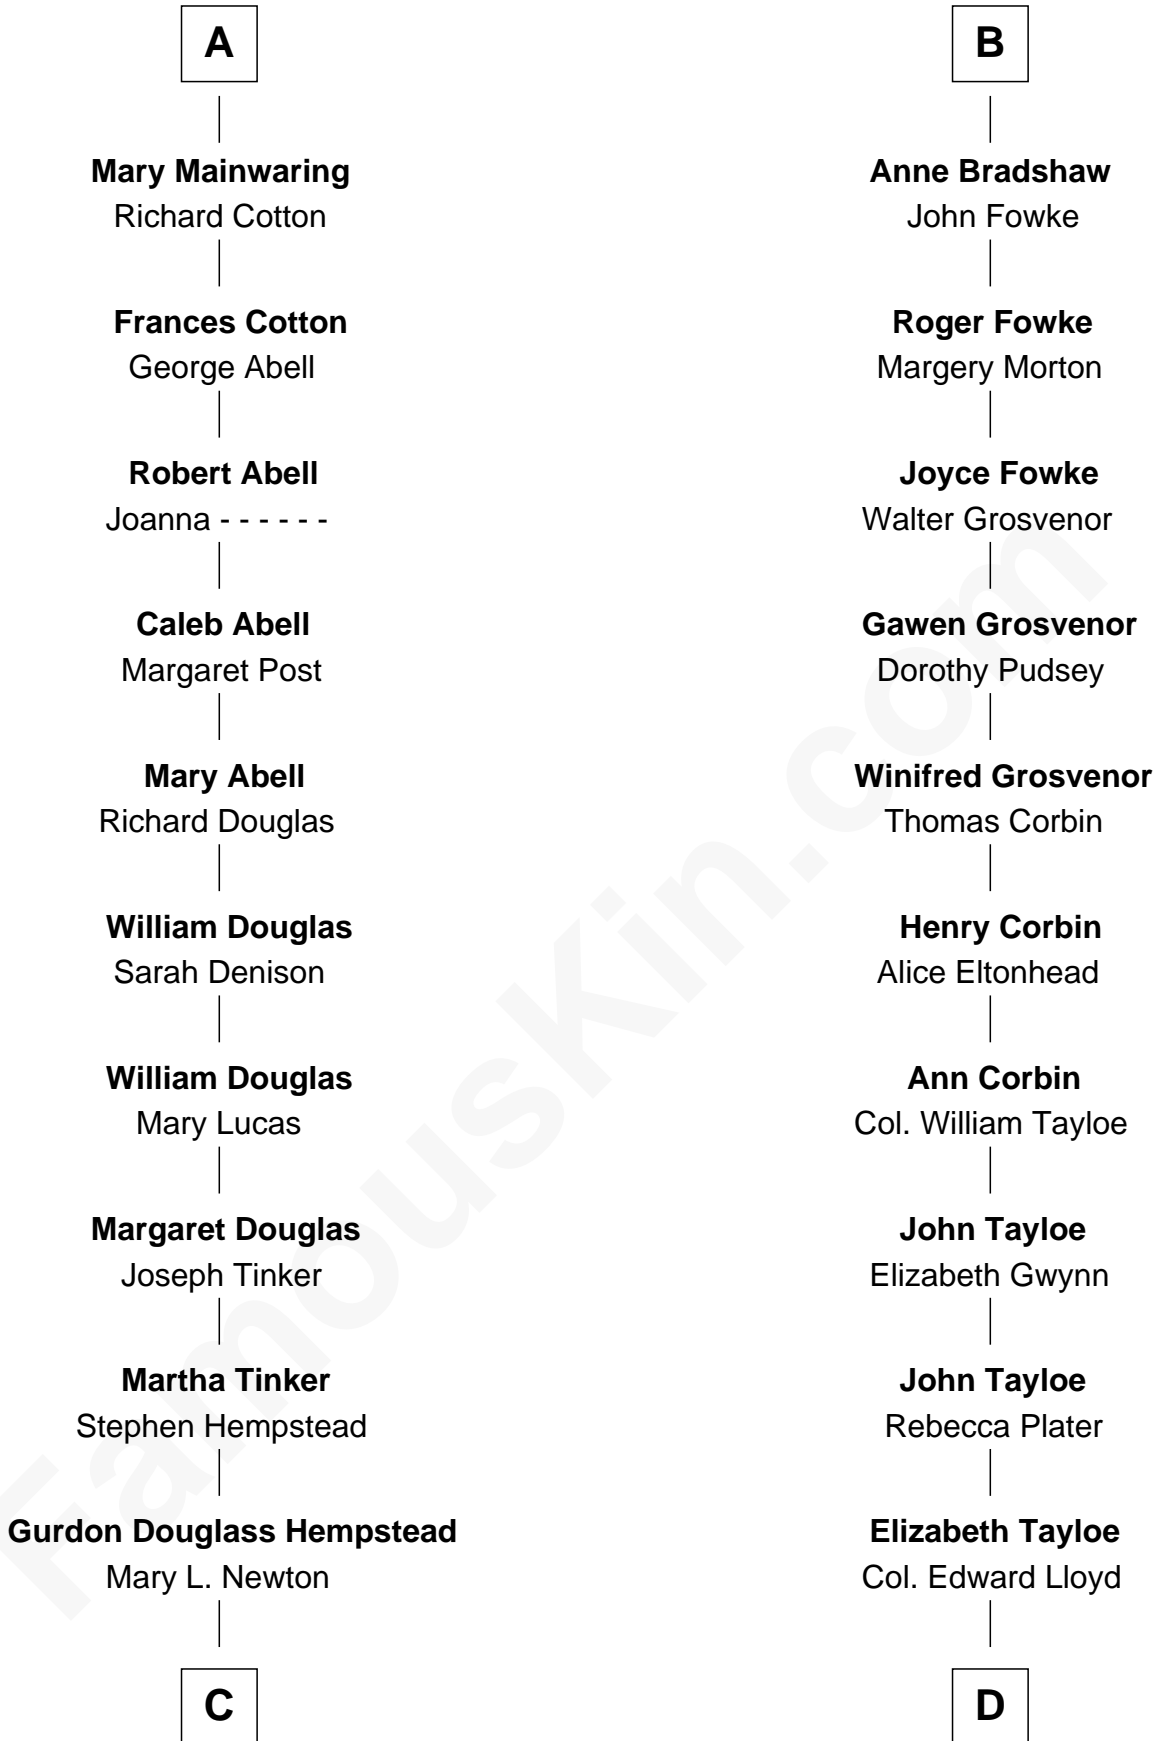 A
Mary Mainwaring
Richard Cotton
Frances Cotton
George Abell
Robert Abell
Joanna - - - - - -
Caleb Abell
Margaret Post
Mary Abell
Richard Douglas
William Douglas
Sarah Denison
William Douglas
Mary Lucas
Margaret Douglas
Joseph Tinker
Martha Tinker
Stephen Hempstead
Gurdon Douglass Hempstead
Mary L. Newton
C
B
Anne Bradshaw
John Fowke
Roger Fowke
Margery Morton
Joyce Fowke
Walter Grosvenor
Gawen Grosvenor
Dorothy Pudsey
Winifred Grosvenor
Thomas Corbin
Henry Corbin
Alice Eltonhead
Ann Corbin
Col. William Tayloe
John Tayloe
Elizabeth Gwynn
John Tayloe
Rebecca Plater
Elizabeth Tayloe
Col. Edward Lloyd
D
FamousKin.com